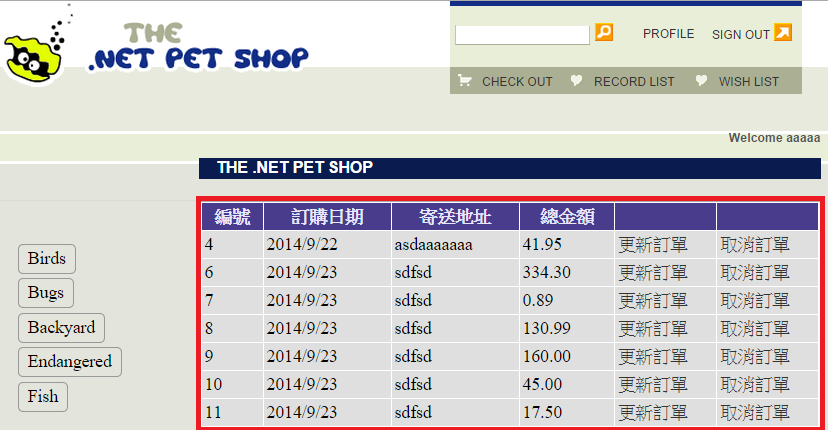 THE
.NET PET SHOP
PROFILE SIGN OUT
CHECK OUT RECORD LIST WISH LIST
Welcome aaaaa
THE .NET PET SHOP
Birds
Bugs
Backyard
Endangered
Fish
編號 訂購日期 寄送地址 總金額
4 2014/9/22 asdaaaaaaa 41.95 更新訂單 取消訂單
6 2014/9/23 sdfsd 334.30 更新訂單 取消訂單
7 2014/9/23 sdfsd 0.89 更新訂單 取消訂單
8 2014/9/23 sdfsd 130.99 更新訂單 取消訂單
9 2014/9/23 sdfsd 160.00 更新訂單 取消訂單
10 2014/9/23 sdfsd 45.00 更新訂單 取消訂單
11 2014/9/23 sdfsd 17.50 更新訂單 取消訂單